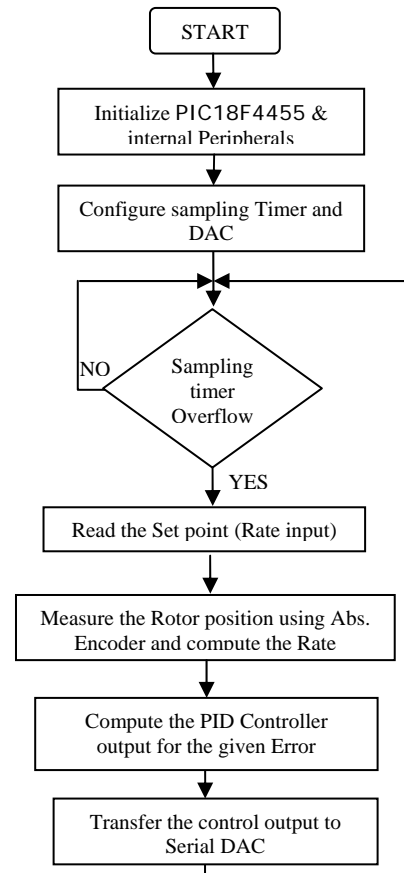 START
Initialize PIC18F4455 &
internal Peripherals
Configure sampling Timer and
DAC
NO
Sampling
timer
Overflow
YES
Read the Set point (Rate input)
Measure the Rotor position using Abs.
Encoder and compute the Rate
Compute the PID Controller
output for the given Error
Transfer the control output to
Serial DAC